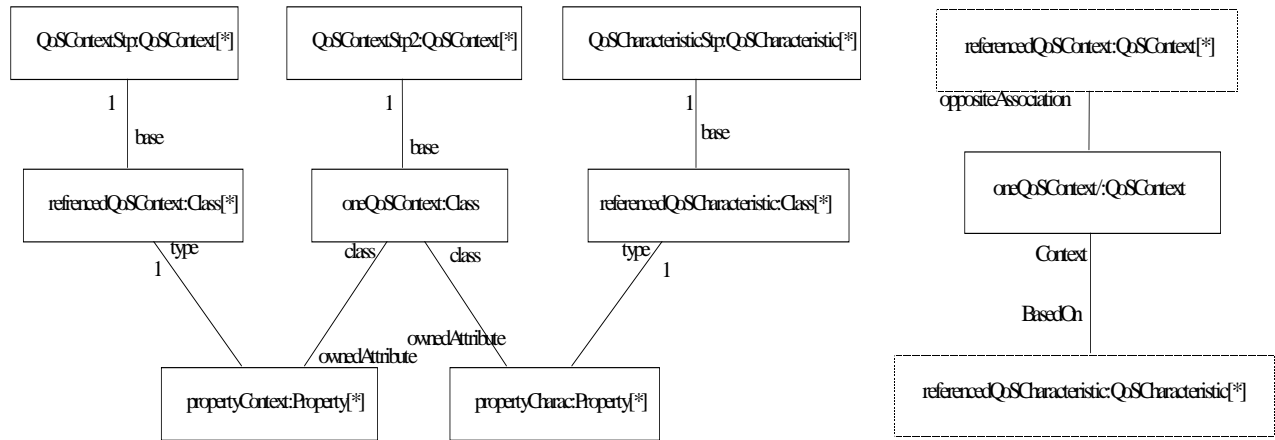 QoSContextStp:QoSContext[*]
QoSContextStp2:QoSContext[*]
QoSCharacteristicStp:QoSCharacteristic[*]
referencedQoSContext:QoSContext[*]
oppositeAssociation
1
1
1
base
base
base
refrencedQoSContext:Class[*]
oneQoSContext:Class
referencedQoSCharacteristic:Class[*]
oneQoSContext/:QoSContext
type
1
class
class
type
1
Context
BasedOn
ownedAttribute
ownedAttribute
propertyContext:Property[*]
propertyCharac:Property[*]
referencedQoSCharacteristic:QoSCharacteristic[*]